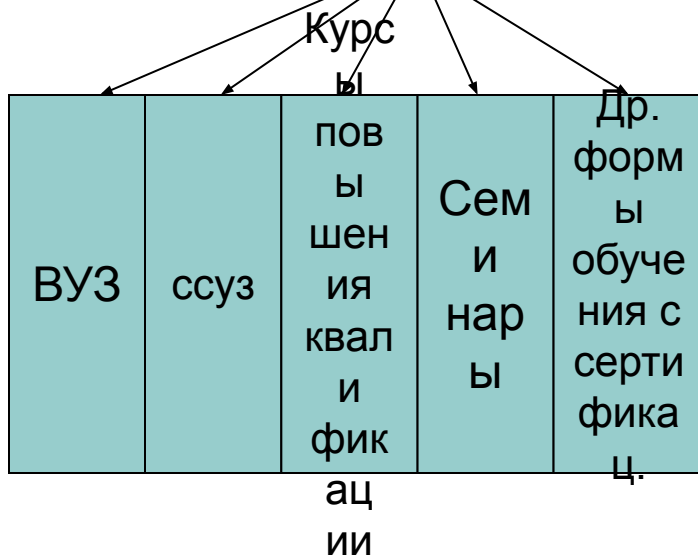 ВУЗ
ссуз
Курс
ы
пов
ы
шен
ия
квал
и
фик
ац
ии
Сем
и
нар
ы
Др.
форм
ы
обуче
ния с
серти
фика
ц.